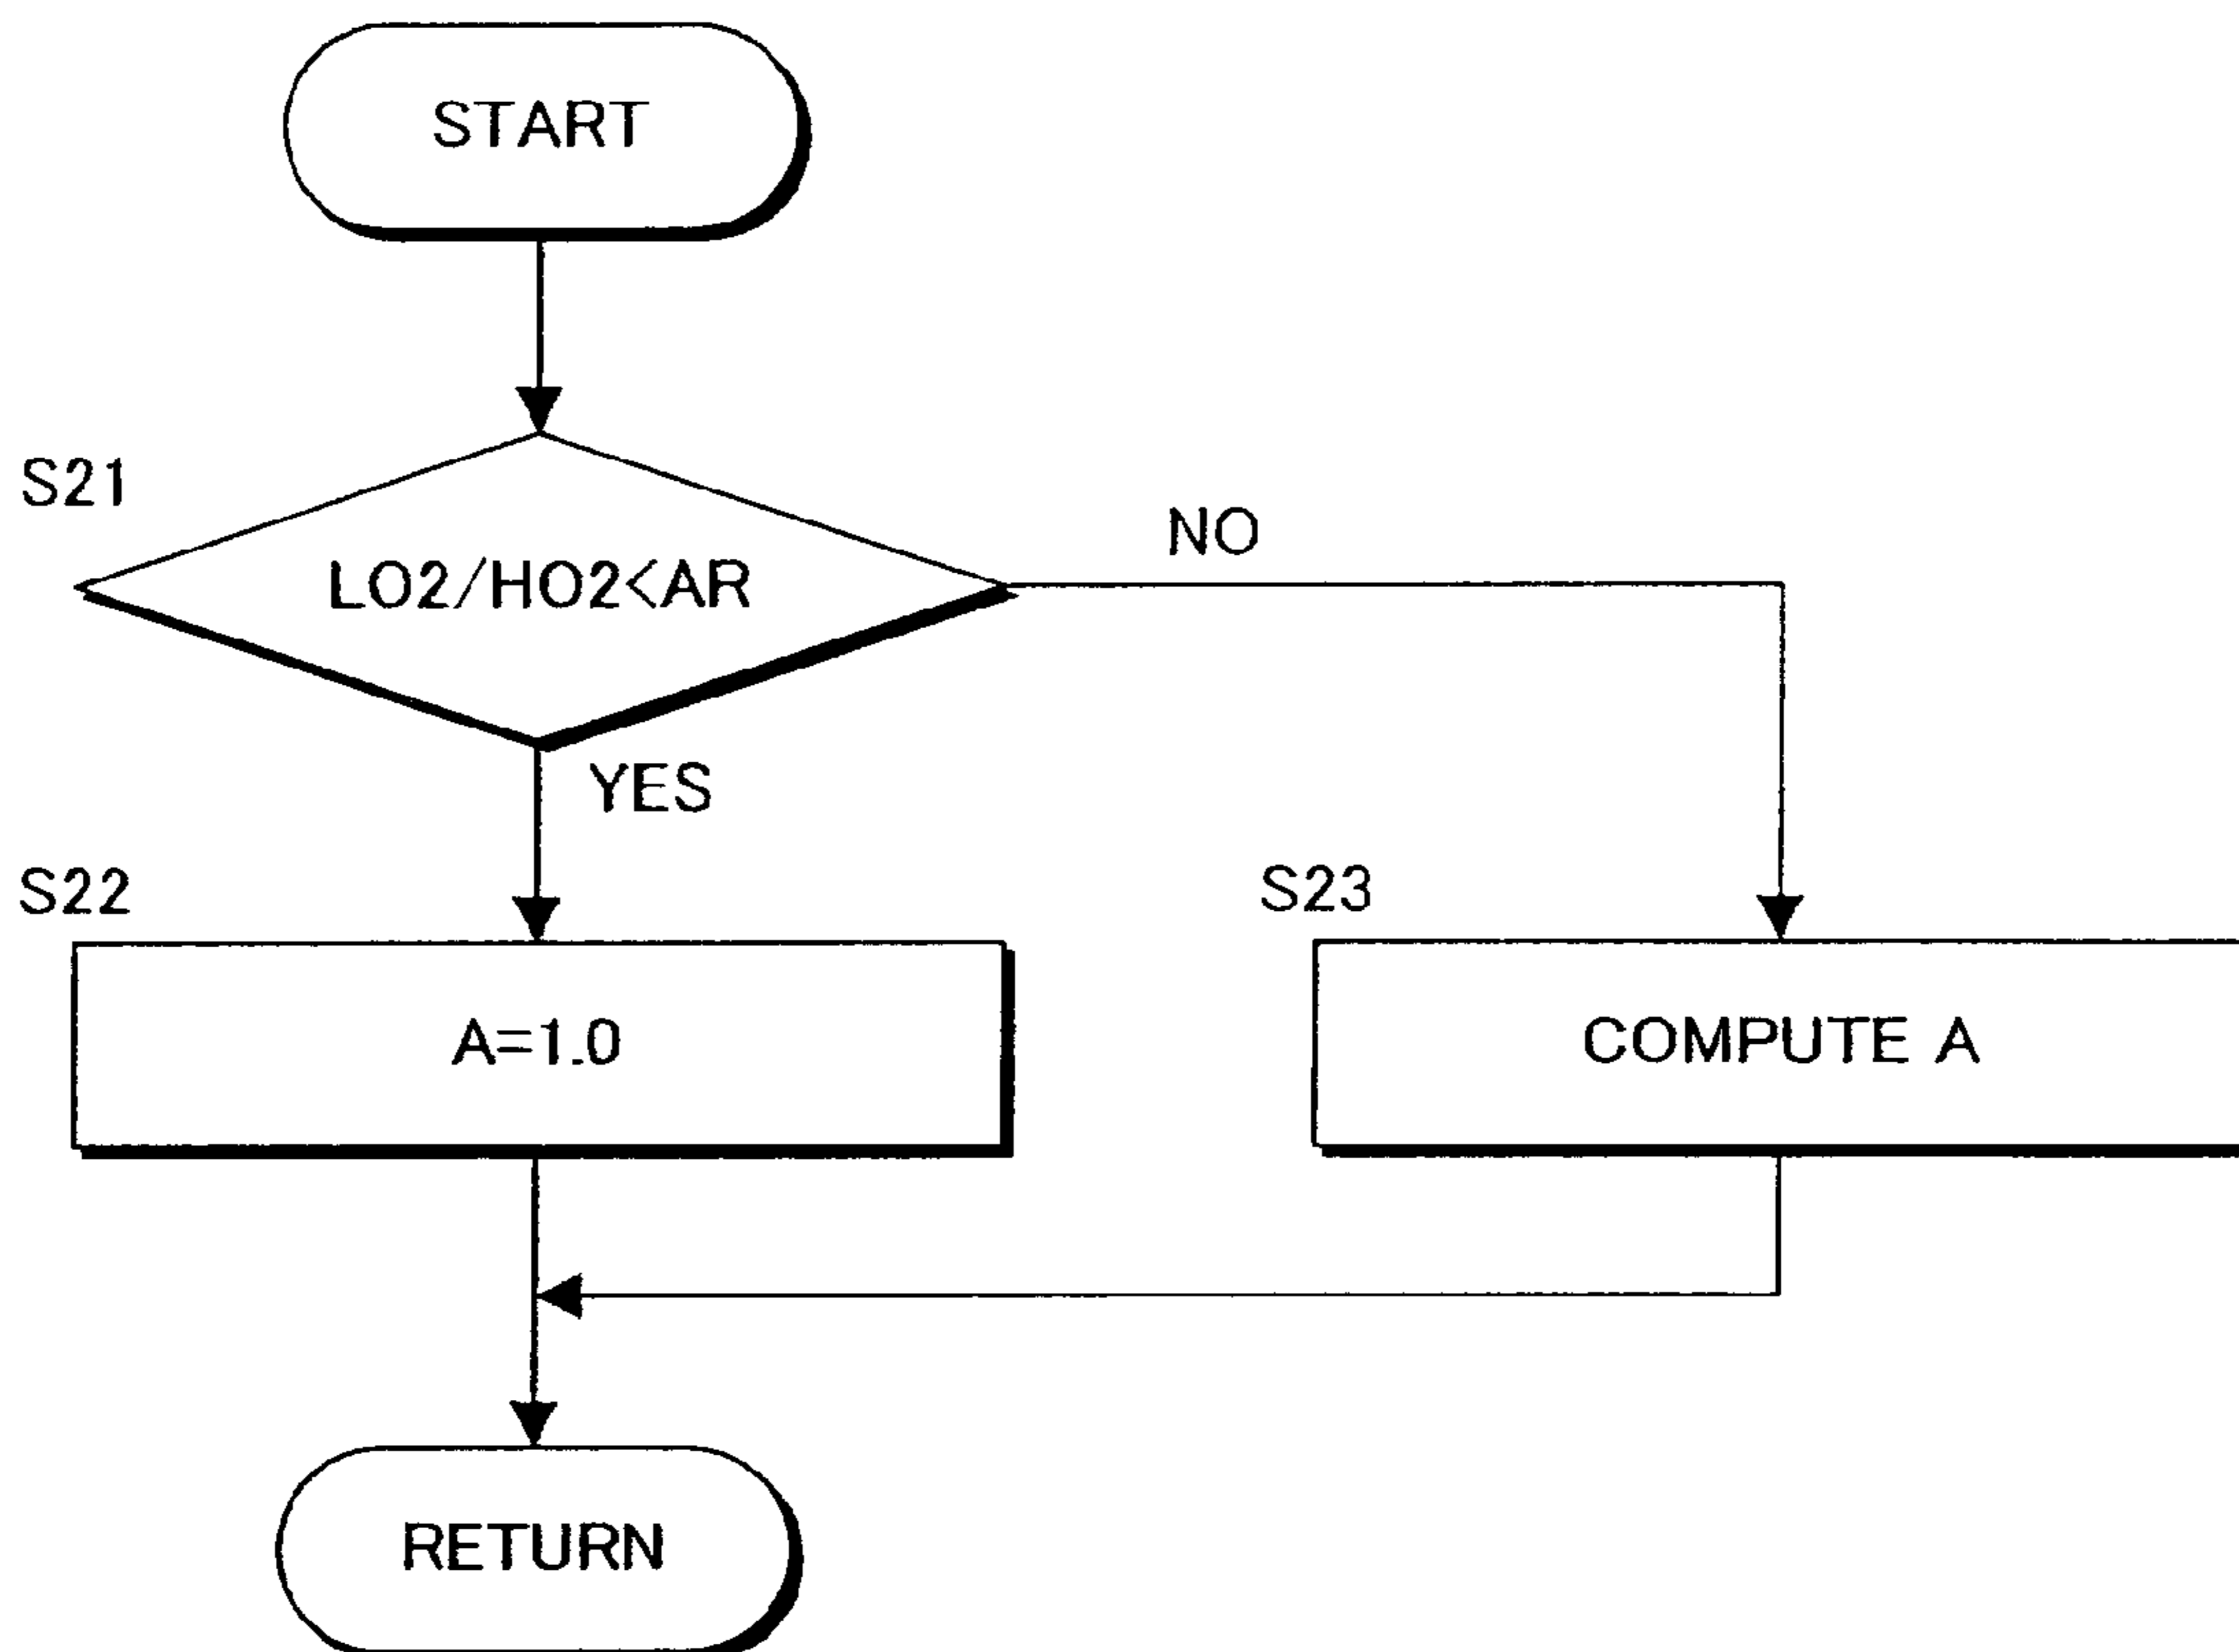 START
S21
LO2/HO2<AR
NO
YES
S22
S23
A=1.0
COMPUTE A
RETURN